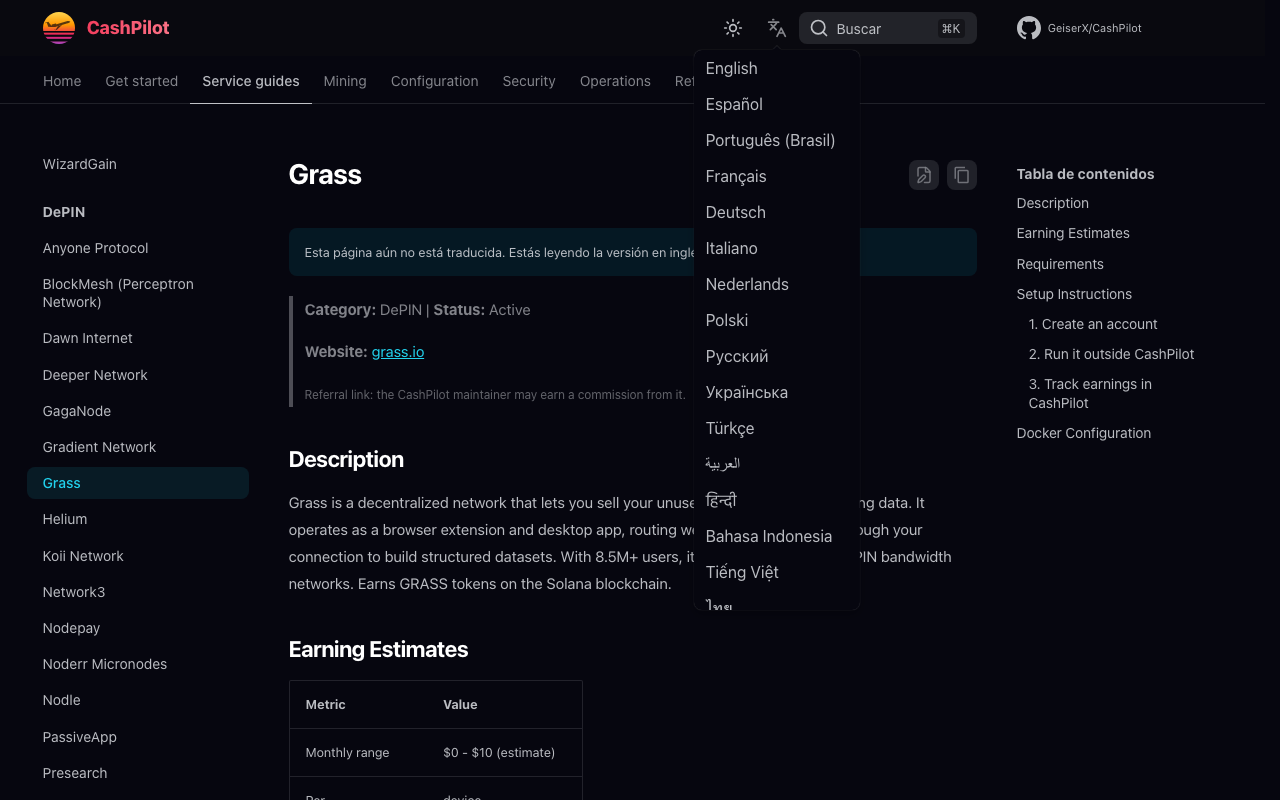 CashPilot
Buscar
⌘K
GeiserX/CashPilot
Home
Get started
Service guides
Mining
Configuration
Security
Operations
English
Español
Português (Brasil)
Français
Deutsch
Italiano
Nederlands
Polski
Русский
Українська
Türkçe
العربية
हिन्दी
Bahasa Indonesia
Tiếng Việt
ไทย
WizardGain
DePIN
Anyone Protocol
BlockMesh (Perceptron
Network)
Dawn Internet
Deeper Network
GagaNode
Gradient Network
Grass
Helium
Koii Network
Network3
Nodepay
Noderr Micronodes
Nodle
PassiveApp
Presearch
Grass
Esta página aún no está traducida. Estás leyendo la versión en
Category: DePIN | Status: Active
Website: grass.io
Referral link: the CashPilot maintainer may earn a commission from it.
Description
Grass is a decentralized network that lets you sell your data. It
operates as a browser extension and desktop app, routing your
connection to build structured datasets. With 8.5M+ users, it bandwidth
networks. Earns GRASS tokens on the Solana blockchain.
Earning Estimates
Metric Value
Monthly range $0 - $10 (estimate)
Per device
Tabla de contenidos
Description
Earning Estimates
Requirements
Setup Instructions
1. Create an account
2. Run it outside CashPilot
3. Track earnings in
CashPilot
Docker Configuration